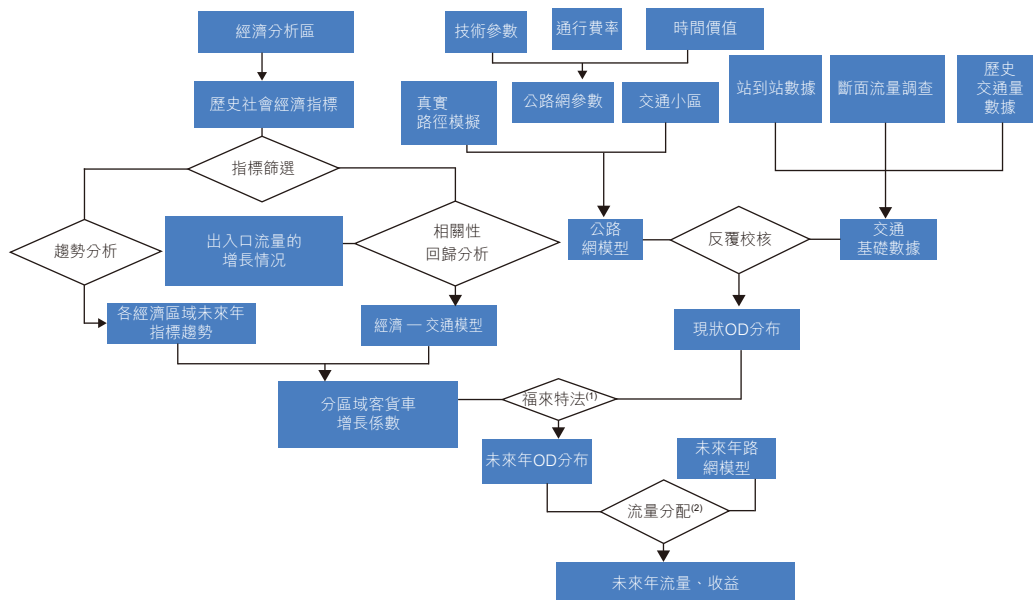 經濟分析區
技術參數
通行費率
時間價值
歷史社會經濟指標
真實
路徑模擬
公路網參數
交通小區
站到站數據
斷面流量調查
歷史
交通量
數據
指標篩選
趨勢分析
出入口流量的
增長情況
相關性
回歸分析
公路
網模型
反覆校核
交通
基礎數據
各經濟區域未來年
指標趨勢
經濟 — 交通模型
現狀OD分布
分區域客貨車
增長係數
福來特法(1)
未來年OD分布
未來年路
網模型
流量分配(2)
未來年流量、收益